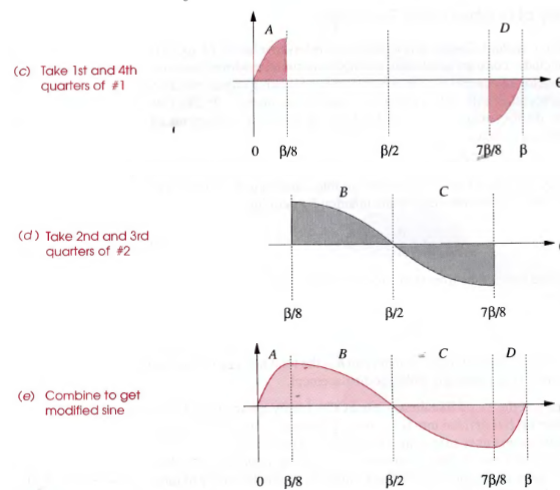 A D
(c) Take 1st and 4th
quarters of #1
0 β/8 β/2 7β/8 β
B C
(d) Take 2nd and 3rd
quarters of #2
β/8 β/2 7β/8
A B C D
(e) Combine to get
modified sine
0 β/8 β/2 7β/8 β